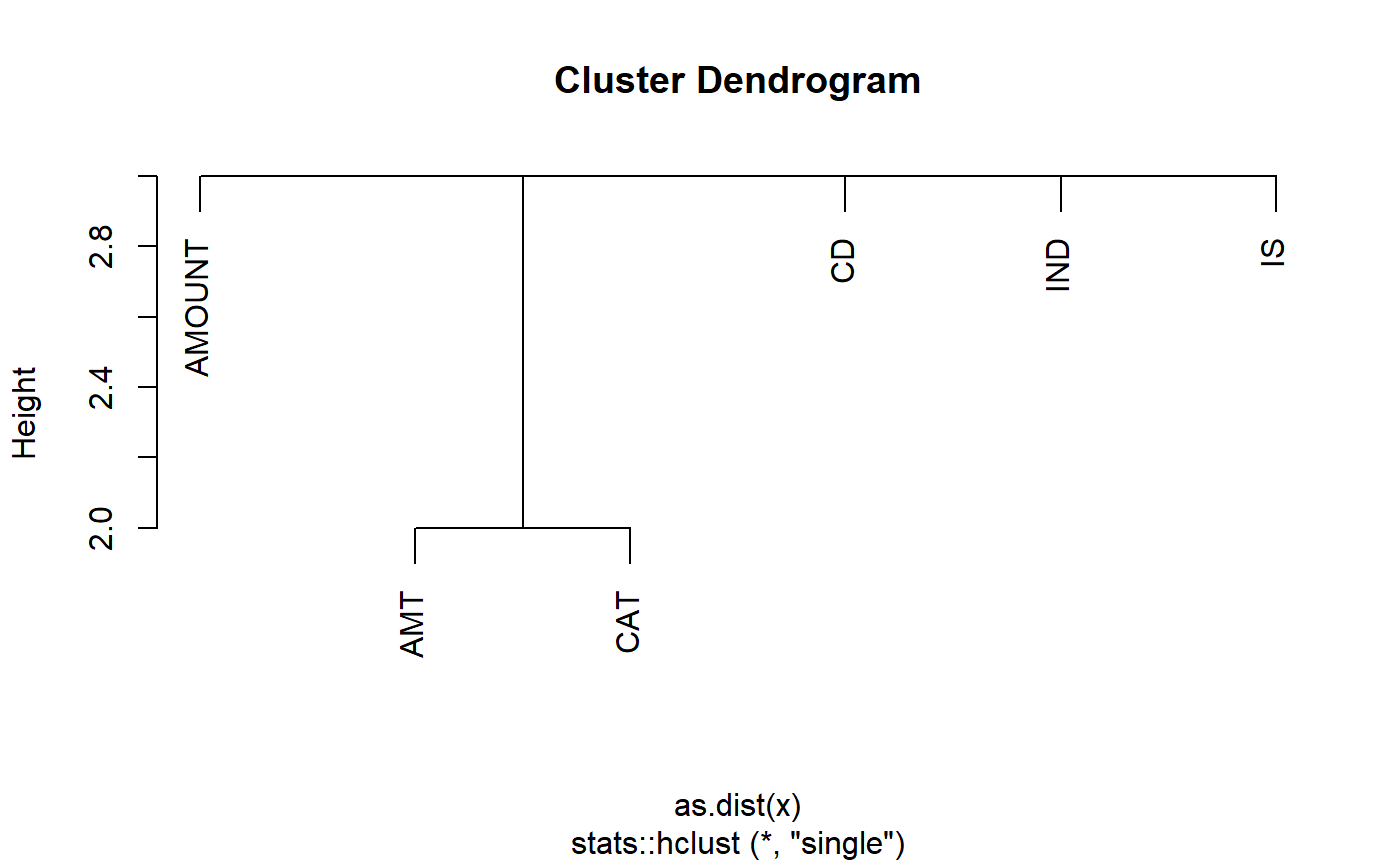 Cluster Dendrogram
Height
2.0 2.4 2.8
AMOUNT
AMT
CAT
CD
IND
IS
as.dist(x)
stats::hclust (*, "single")